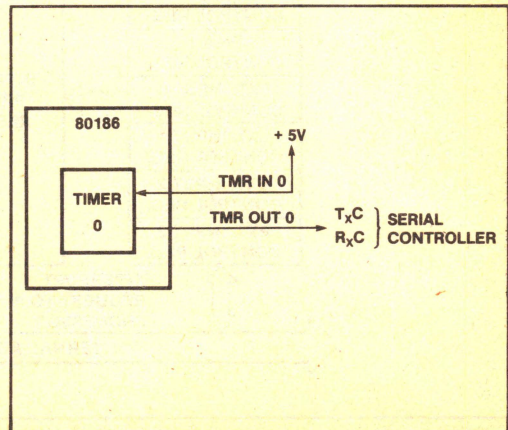 80186
+ 5V
TIMER
0
TMR IN 0
TMR OUT 0
TxC
RxC
SERIAL
CONTROLLER